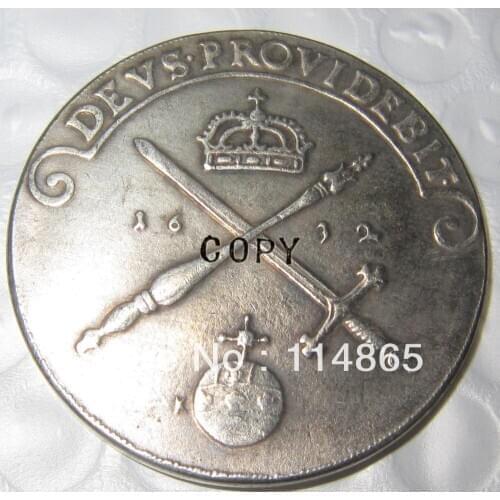 DEVS·PROVIDEBIT
16 32
COPY
No : 114865